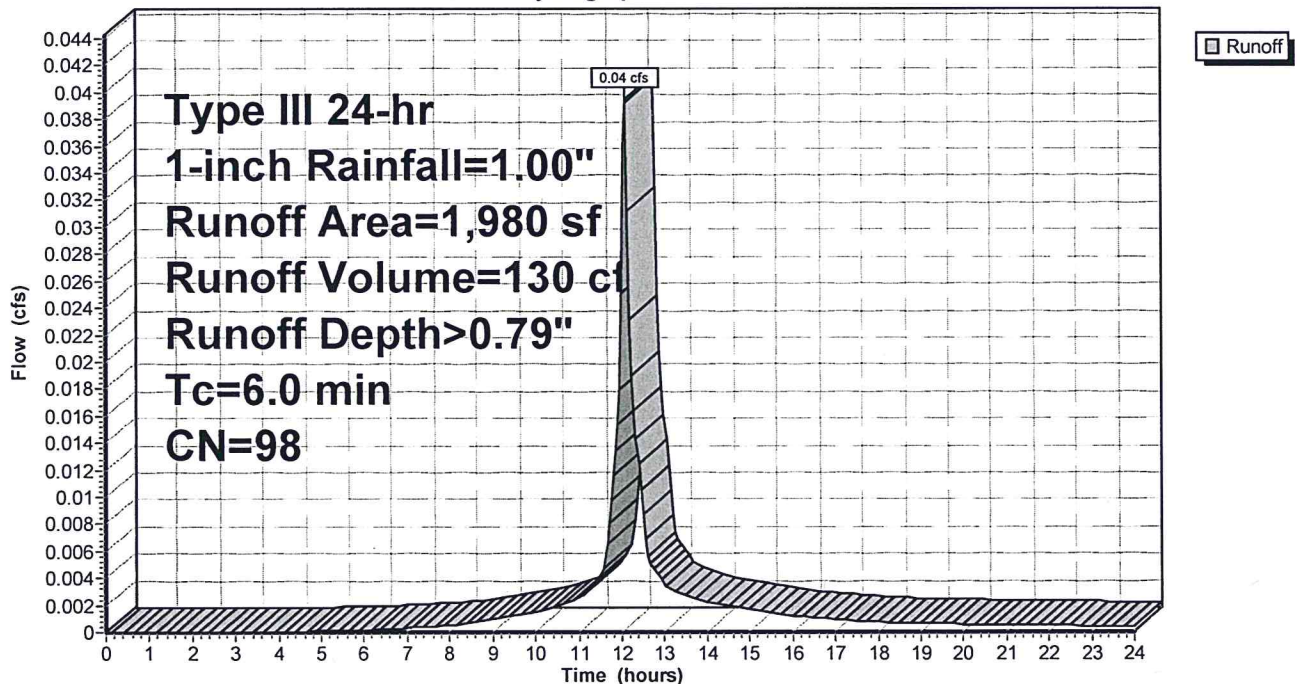 0.04 cfs
Runoff
Type III 24-hr
1-inch Rainfall=1.00"
Runoff Area=1,980 sf
Runoff Volume=130 cf
Runoff Depth>0.79"
Tc=6.0 min
CN=98
Flow (cfs)
0.044
0.042
0.04
0.038
0.036
0.034
0.032
0.03
0.028
0.026
0.024
0.022
0.02
0.018
0.016
0.014
0.012
0.01
0.008
0.006
0.004
0.002
0
0 1 2 3 4 5 6 7 8 9 10 11 12 13 14 15 16 17 18 19 20 21 22 23 24
Time (hours)